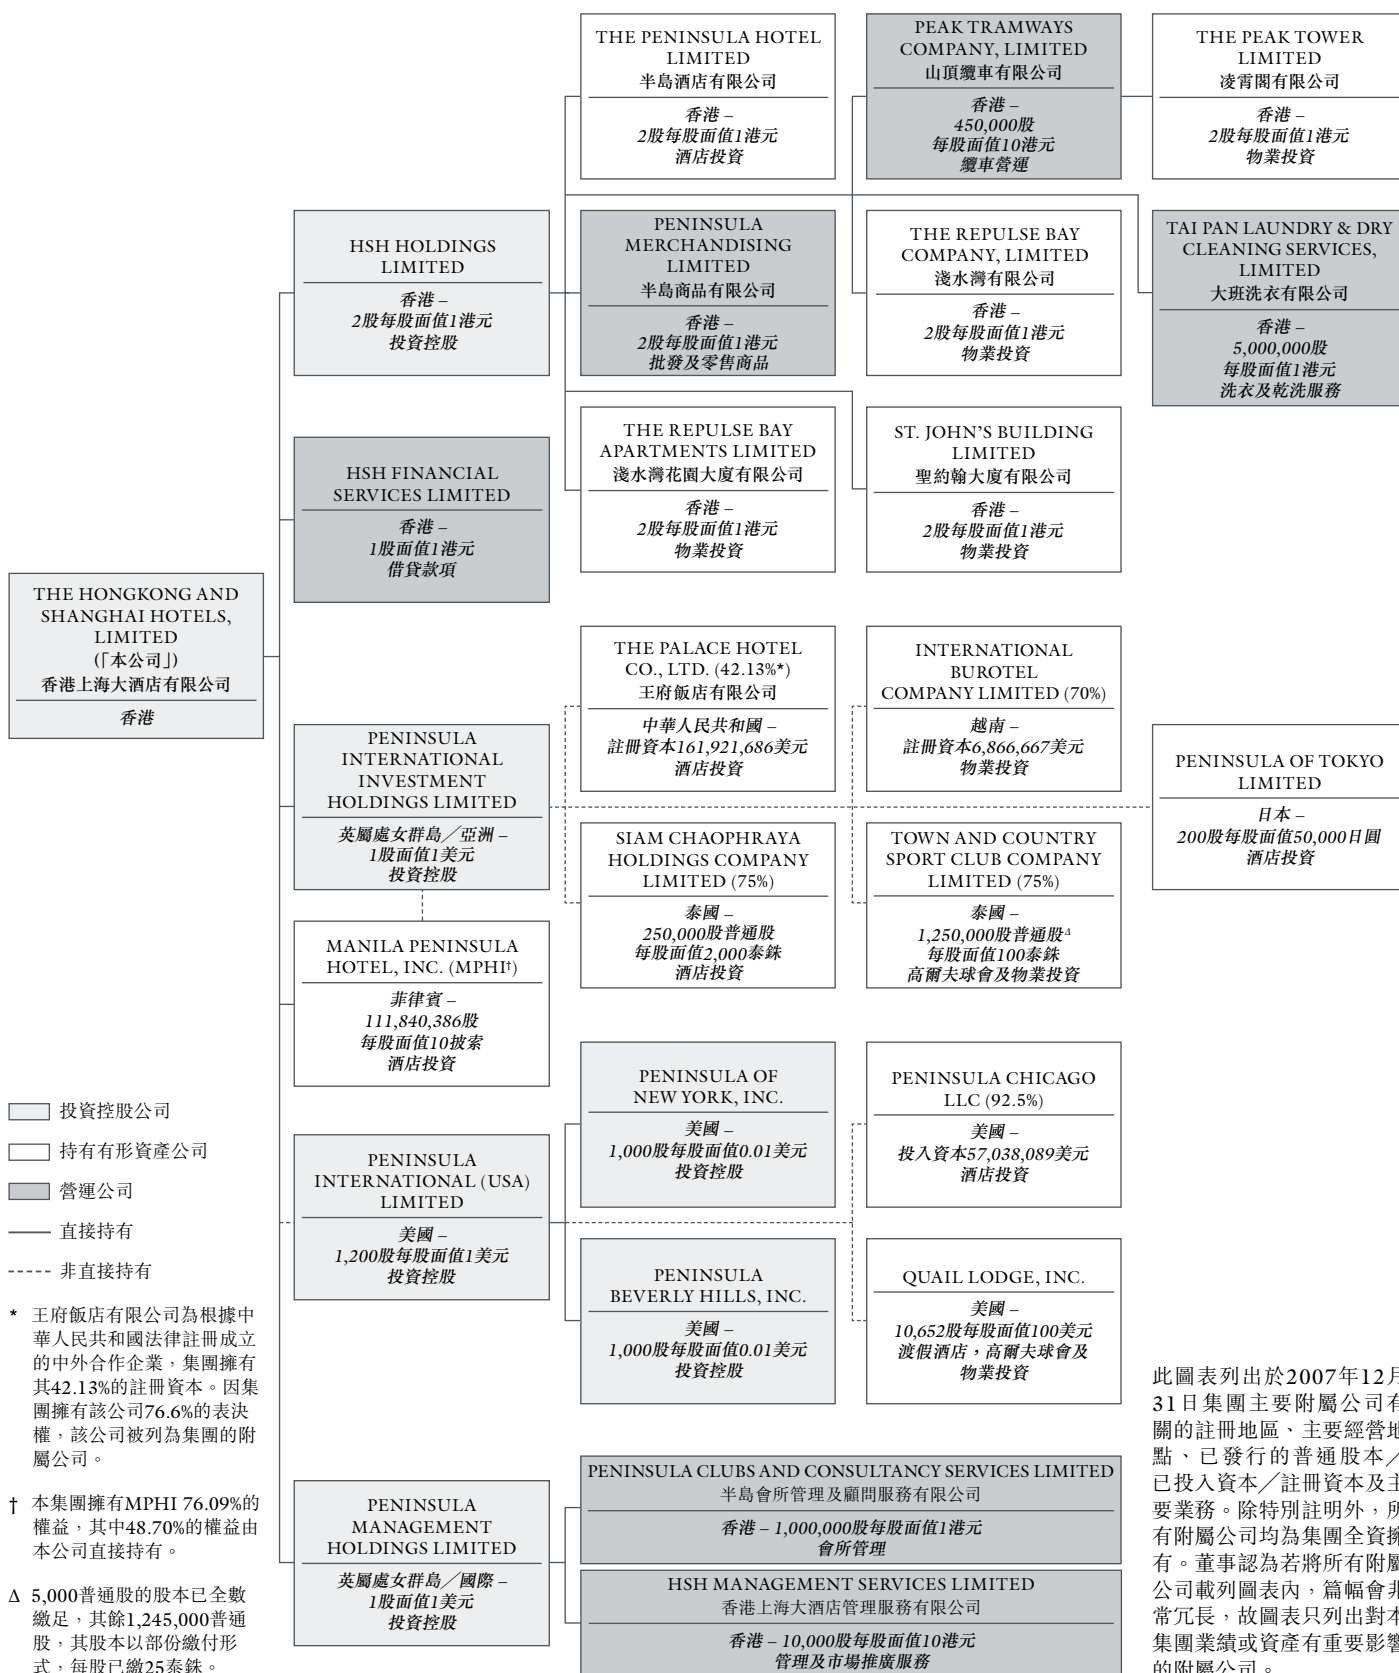 THE PENINSULA HOTEL
LIMITED
半島酒店有限公司
香港 –
2股每股面值1港元
酒店投資
PEAK TRAMWAYS
COMPANY, LIMITED
山頂纜車有限公司
香港 –
450,000股
每股面值10港元
纜車營運
THE PEAK TOWER
LIMITED
凌霄閣有限公司
香港 –
2股每股面值1港元
物業投資
HSH HOLDINGS
LIMITED
香港 –
2股每股面值1港元
投資控股
PENINSULA
MERCHANDISING
LIMITED
半島商品有限公司
香港 –
2股每股面值1港元
批發及零售商品
THE REPULSE BAY
COMPANY, LIMITED
淺水灣有限公司
香港 –
2股每股面值1港元
物業投資
TAI PAN LAUNDRY & DRY
CLEANING SERVICES,
LIMITED
大班洗衣有限公司
香港 –
5,000,000股
每股面值1港元
洗衣及乾洗服務
HSH FINANCIAL
SERVICES LIMITED
香港 –
1股面值1港元
借貸款項
THE REPULSE BAY
APARTMENTS LIMITED
淺水灣花園大廈有限公司
香港 –
2股每股面值1港元
物業投資
ST. JOHN'S BUILDING
LIMITED
聖約翰大廈有限公司
香港 –
2股每股面值1港元
物業投資
THE HONGKONG AND
SHANGHAI HOTELS,
LIMITED
(「本公司」)
香港上海大酒店有限公司
香港
PENINSULA
INTERNATIONAL
INVESTMENT
HOLDINGS LIMITED
英屬處女群島／亞洲 –
1股面值1美元
投資控股
THE PALACE HOTEL
CO., LTD. (42.13%*)
王府飯店有限公司
中華人民共和國 –
註冊資本161,921,686美元
酒店投資
INTERNATIONAL
BUROTEL
COMPANY LIMITED (70%)
越南 –
註冊資本6,866,667美元
物業投資
PENINSULA OF TOKYO
LIMITED
日本 –
200股每股面值50,000日圓
酒店投資
SIAM CHAOPHRAYA
HOLDINGS COMPANY
LIMITED (75%)
泰國 –
250,000股普通股
每股面值2,000泰銖
酒店投資
TOWN AND COUNTRY
SPORT CLUB COMPANY
LIMITED (75%)
泰國 –
1,250,000股普通股Δ
每股面值100泰銖
高爾夫球會及物業投資
MANILA PENINSULA
HOTEL, INC. (MPHI†)
菲律賓 –
111,840,386股
每股面值10披索
酒店投資
PENINSULA
INTERNATIONAL (USA)
LIMITED
美國 –
1,200股每股面值1美元
投資控股
PENINSULA OF
NEW YORK, INC.
美國 –
1,000股每股面值0.01美元
投資控股
PENINSULA CHICAGO
LLC (92.5%)
美國 –
投入資本57,038,089美元
酒店投資
PENINSULA
BEVERLY HILLS, INC.
美國 –
1,000股每股面值0.01美元
投資控股
QUAIL LODGE, INC.
美國 –
10,652股每股面值100美元
渡假酒店，高爾夫球會及
物業投資
PENINSULA
MANAGEMENT
HOLDINGS LIMITED
英屬處女群島／國際 –
1股面值1美元
投資控股
PENINSULA CLUBS AND CONSULTANCY SERVICES LIMITED
半島會所管理及顧問服務有限公司
香港 – 1,000,000股每股面值1港元
會所管理
HSH MANAGEMENT SERVICES LIMITED
香港上海大酒店管理服務有限公司
香港 – 10,000股每股面值10港元
管理及市場推廣服務
投資控股公司
持有有形資產公司
營運公司
直接持有
非直接持有
* 王府飯店有限公司為根據中
華人民共和國法律註冊成立
的中外合作企業，集團擁有
其42.13%的註冊資本。因集
團擁有該公司76.6%的表決
權，該公司被列為集團的附
屬公司。
† 本集團擁有MPHI 76.09%的
權益，其中48.70%的權益由
本公司直接持有。
Δ 5,000普通股的股本已全數
繳足，其餘1,245,000普通
股，其股本以部份繳付形
式，每股已繳25泰銖。
此圖表列出於2007年12月
31日集團主要附屬公司有
關的註冊地區、主要經營地
點、已發行的普通股本／
已投入資本／註冊資本及主
要業務。除特別註明外，所
有附屬公司均為集團全資擁
有。董事認為若將所有附屬
公司載列圖表內，篇幅會非
常冗長，故圖表只列出對本
集團業績或資產有重要影響
的附屬公司。